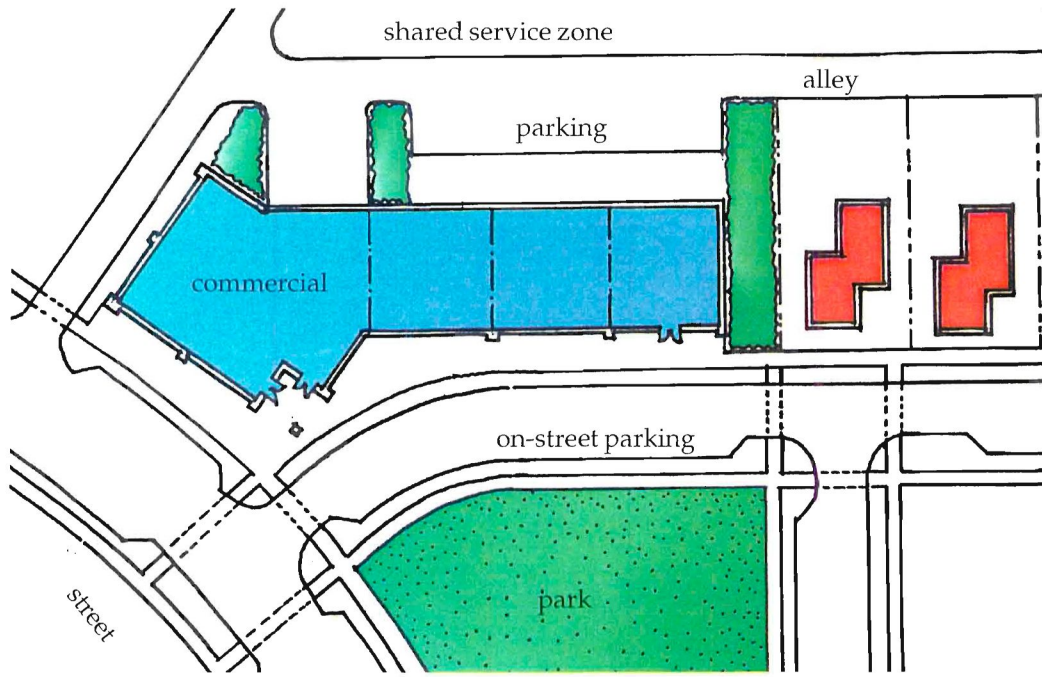 shared service zone
alley
parking
commercial
on-street parking
park
street